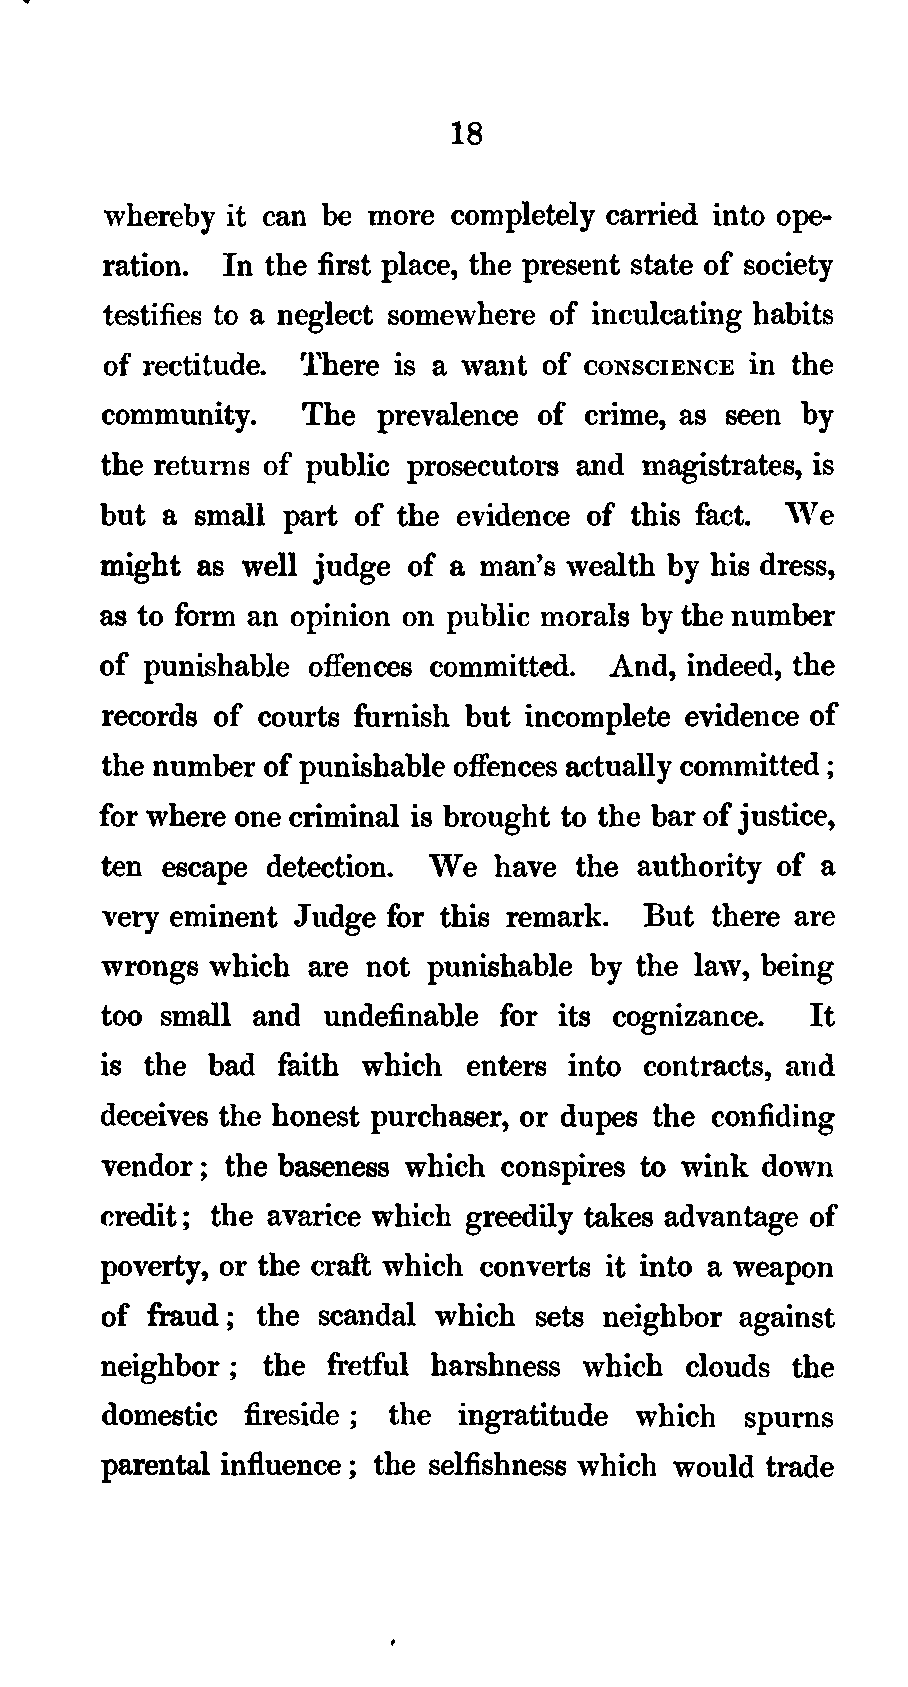 18
whereby it can be more completely carried into ope-
ration. In the first place, the present state of society
testifies to a neglect somewhere of inculcating habits
of rectitude. There is a want of CONSCIENCE in the
community. The prevalence of crime, as seen by
the returns of public prosecutors and magistrates, is
but a small part of the evidence of this fact. We
might as well judge of a man's wealth by his dress,
as to form an opinion on public morals by the number
of punishable offences committed. And, indeed, the
records of courts furnish but incomplete evidence of
the number of punishable offences actually committed ;
for where one criminal is brought to the bar of justice,
ten escape detection. We have the authority of a
very eminent Judge for this remark. But there are
wrongs which are not punishable by the law, being
too small and undefinable for its cognizance. It
is the bad faith which enters into contracts, and
deceives the honest purchaser, or dupes the confiding
vendor ; the baseness which conspires to wink down
credit ; the avarice which greedily takes advantage of
poverty, or the craft which converts it into a weapon
of fraud ; the scandal which sets neighbor against
neighbor ; the fretful harshness which clouds the
domestic fireside ; the ingratitude which spurns
parental influence ; the selfishness which would trade